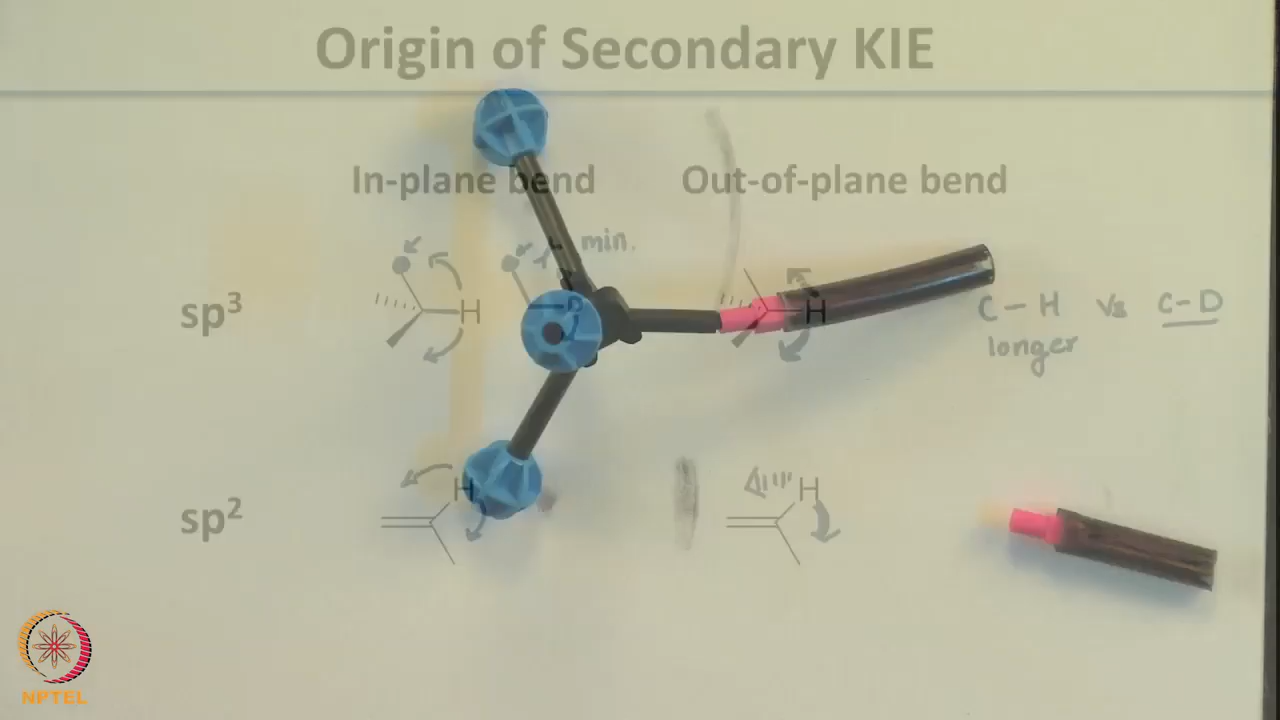 Origin of Secondary KIE
In-plane bend Out-of-plane bend
min.
sp³ H D H C-H vs C-D
longer
sp² H H
NPTEL